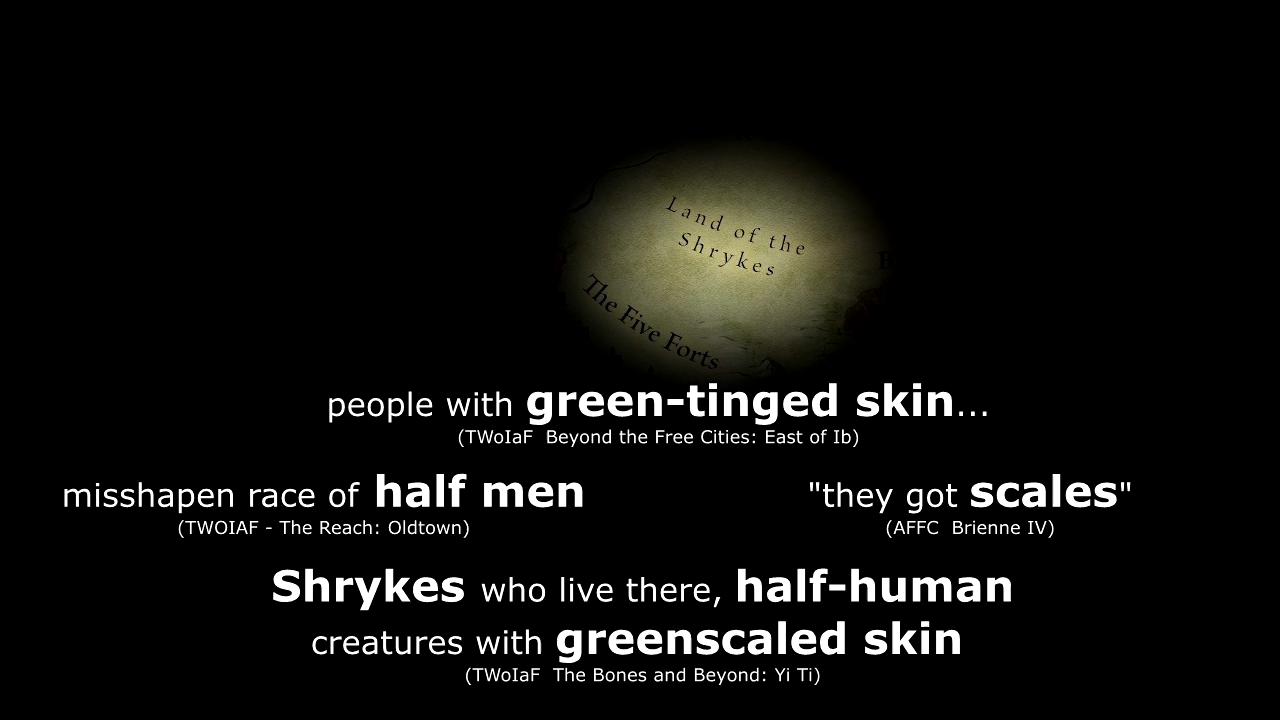 Land of the
Shrykes
The Five Forts
people with green-tinged skin...
(TWoIaF Beyond the Free Cities: East of Ib)
misshapen race of half men
(TWOIAF - The Reach: Oldtown)
"they got scales"
(AFFC Brienne IV)
Shrykes who live there, half-human
creatures with greenscaled skin
(TWoIaF The Bones and Beyond: Yi Ti)